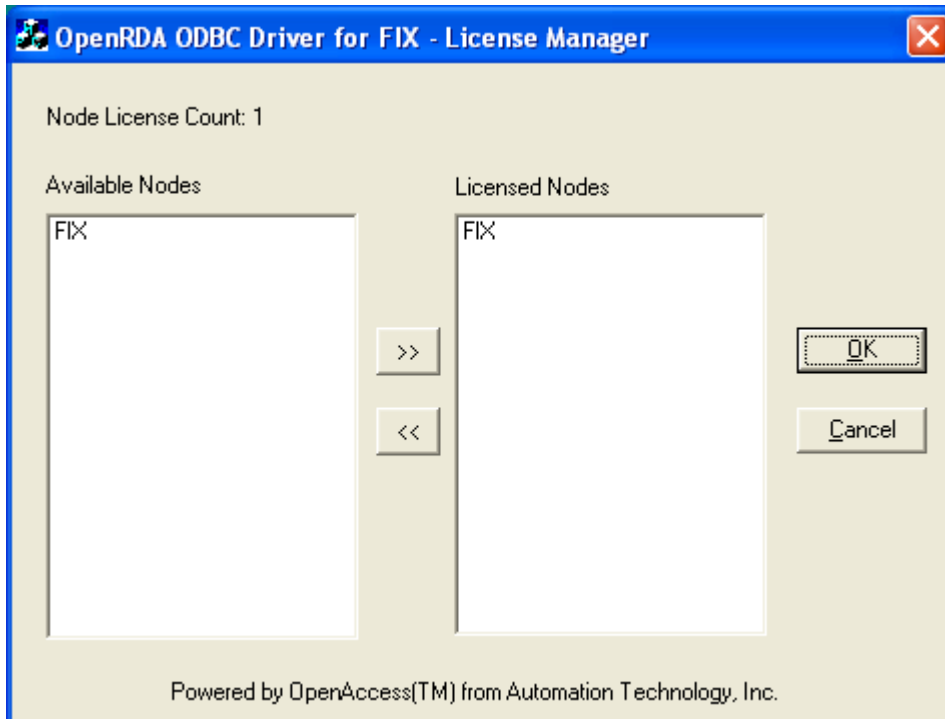 OpenRDA ODBC Driver for FIX - License Manager
Node License Count: 1
Available Nodes
Licensed Nodes
FIX
FIX
>>
<<
OK
Cancel
Powered by OpenAccess(TM) from Automation Technology, Inc.